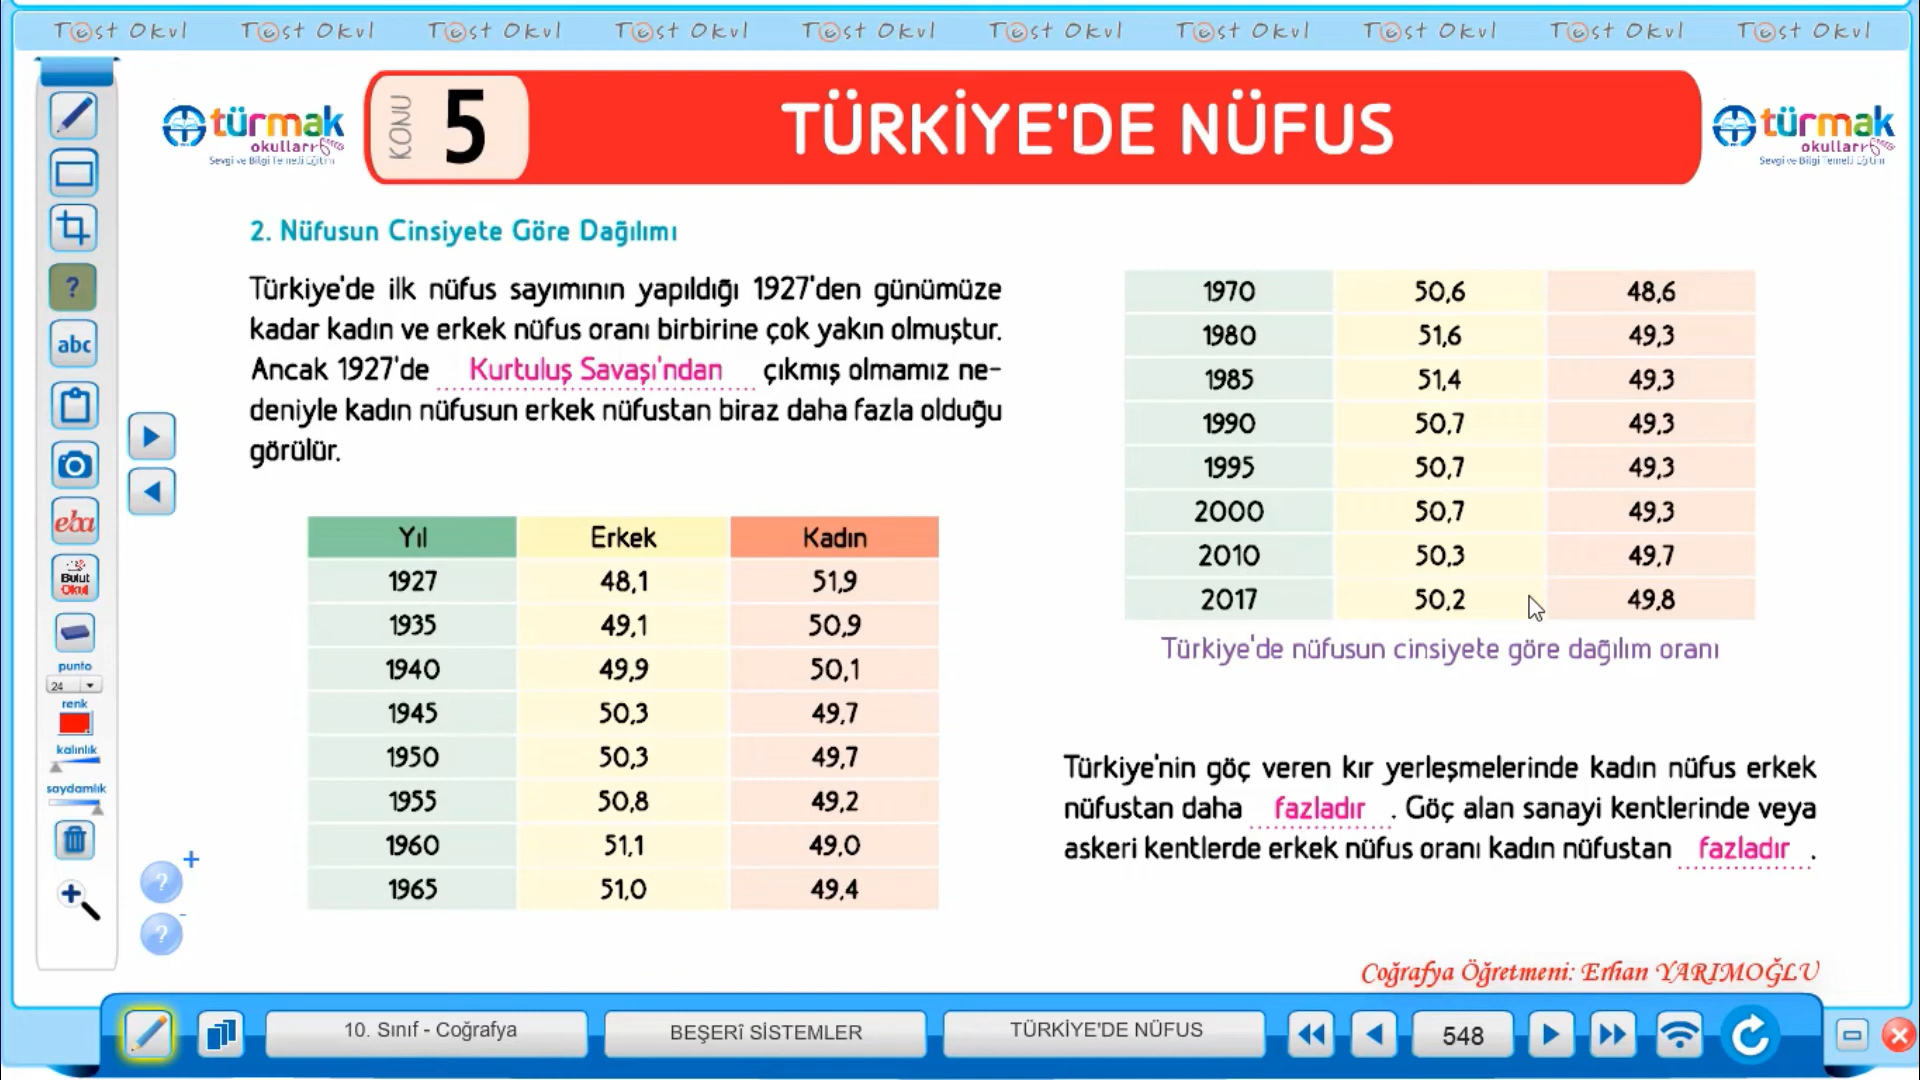 Test Okul Test Okul Test Okul Test Okul Test Okul Test Okul Test Okul Test Okul Test Okul Test Okul
türmak
okulları
Sevgi ve Bilgi Temelli Eğitim
KONU
5
TÜRKİYE'DE NÜFUS
türmak
okulları
Sevgi ve Bilgi Temelli Eğitim
?
abc
eba
Bulut
Okul
punto
24
renk
kalınlık
saydamlık
? +
? -
2. Nüfusun Cinsiyete Göre Dağılımı
Türkiye'de ilk nüfus sayımının yapıldığı 1927'den günümüze
kadar kadın ve erkek nüfus oranı birbirine çok yakın olmuştur.
Ancak 1927'de Kurtuluş Savaşı'ndan çıkmış olmamız ne-
deniyle kadın nüfusun erkek nüfustan biraz daha fazla olduğu
görülür.
Yıl Erkek Kadın
1927 48,1 51,9
1935 49,1 50,9
1940 49,9 50,1
1945 50,3 49,7
1950 50,3 49,7
1955 50,8 49,2
1960 51,1 49,0
1965 51,0 49,4
1970 50,6 48,6
1980 51,6 49,3
1985 51,4 49,3
1990 50,7 49,3
1995 50,7 49,3
2000 50,7 49,3
2010 50,3 49,7
2017 50,2 49,8
Türkiye'de nüfusun cinsiyete göre dağılım oranı
Türkiye'nin göç veren kır yerleşmelerinde kadın nüfus erkek
nüfustan daha fazladır . Göç alan sanayi kentlerinde veya
askeri kentlerde erkek nüfus oranı kadın nüfustan fazladır .
Coğrafya Öğretmeni: Erhan YARIMOĞLU
10. Sınıf - Coğrafya
BEŞERÎ SİSTEMLER
TÜRKİYE'DE NÜFUS
548